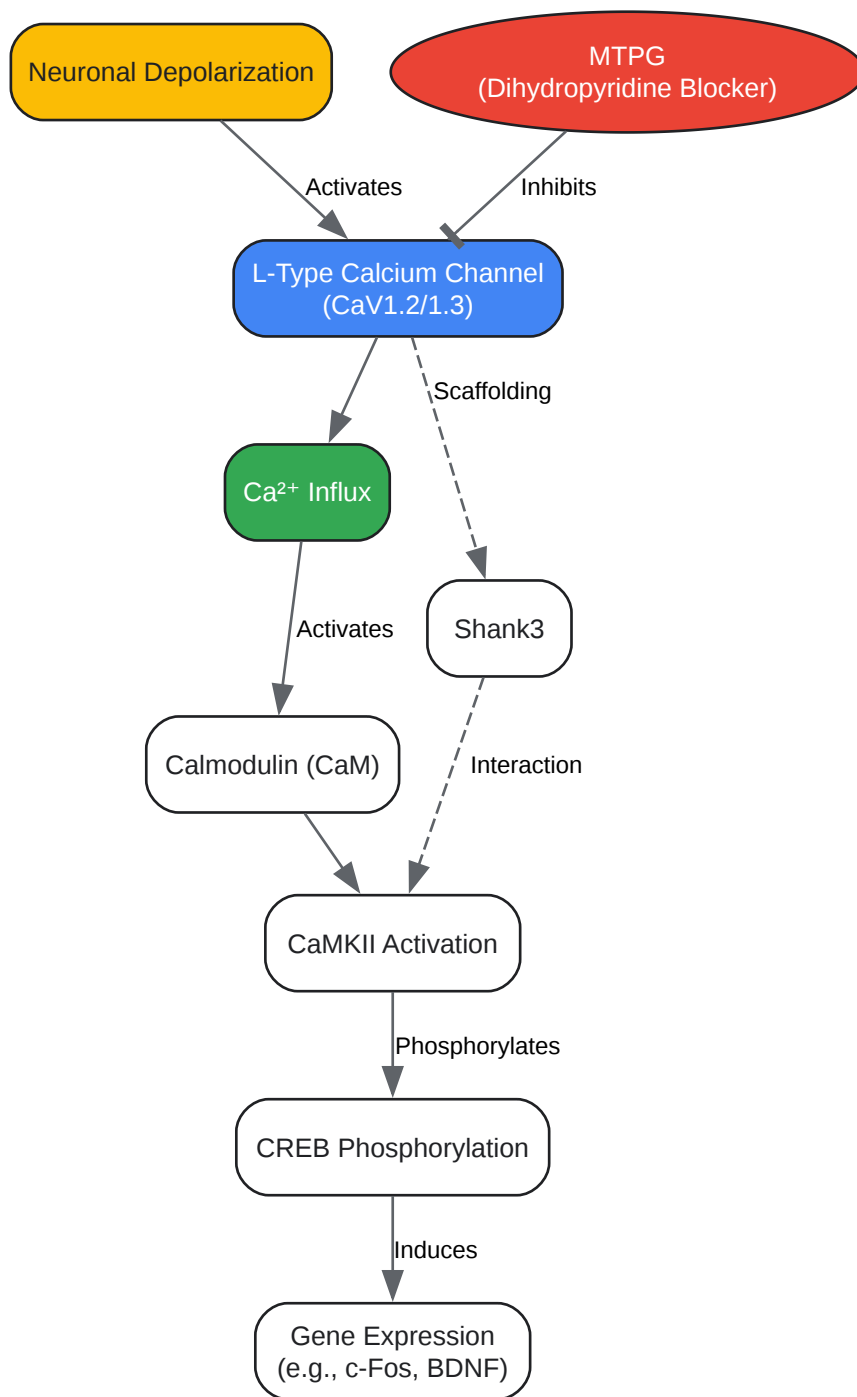 Neuronal Depolarization
MTPG
(Dihydropyridine Blocker)
Activates
Inhibits
L-Type Calcium Channel
(CaV1.2/1.3)
Scaffolding
Ca²⁺ Influx
Activates
Shank3
Calmodulin (CaM)
Interaction
CaMKII Activation
Phosphorylates
CREB Phosphorylation
Induces
Gene Expression
(e.g., c-Fos, BDNF)